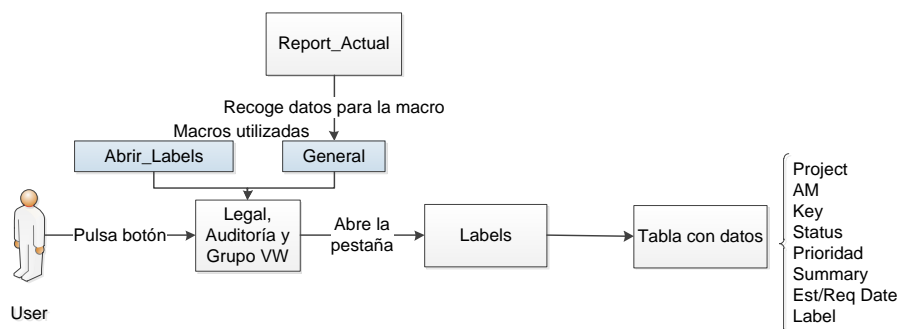 Report_Actual
Recoge datos para la macro
Macros utilizadas
Abrir_Labels
General
Pulsa botón
Legal,
Auditoría y
Grupo VW
Abre la
pestaña
Labels
Tabla con datos
Project
AM
Key
Status
Prioridad
Summary
Est/Req Date
Label
User